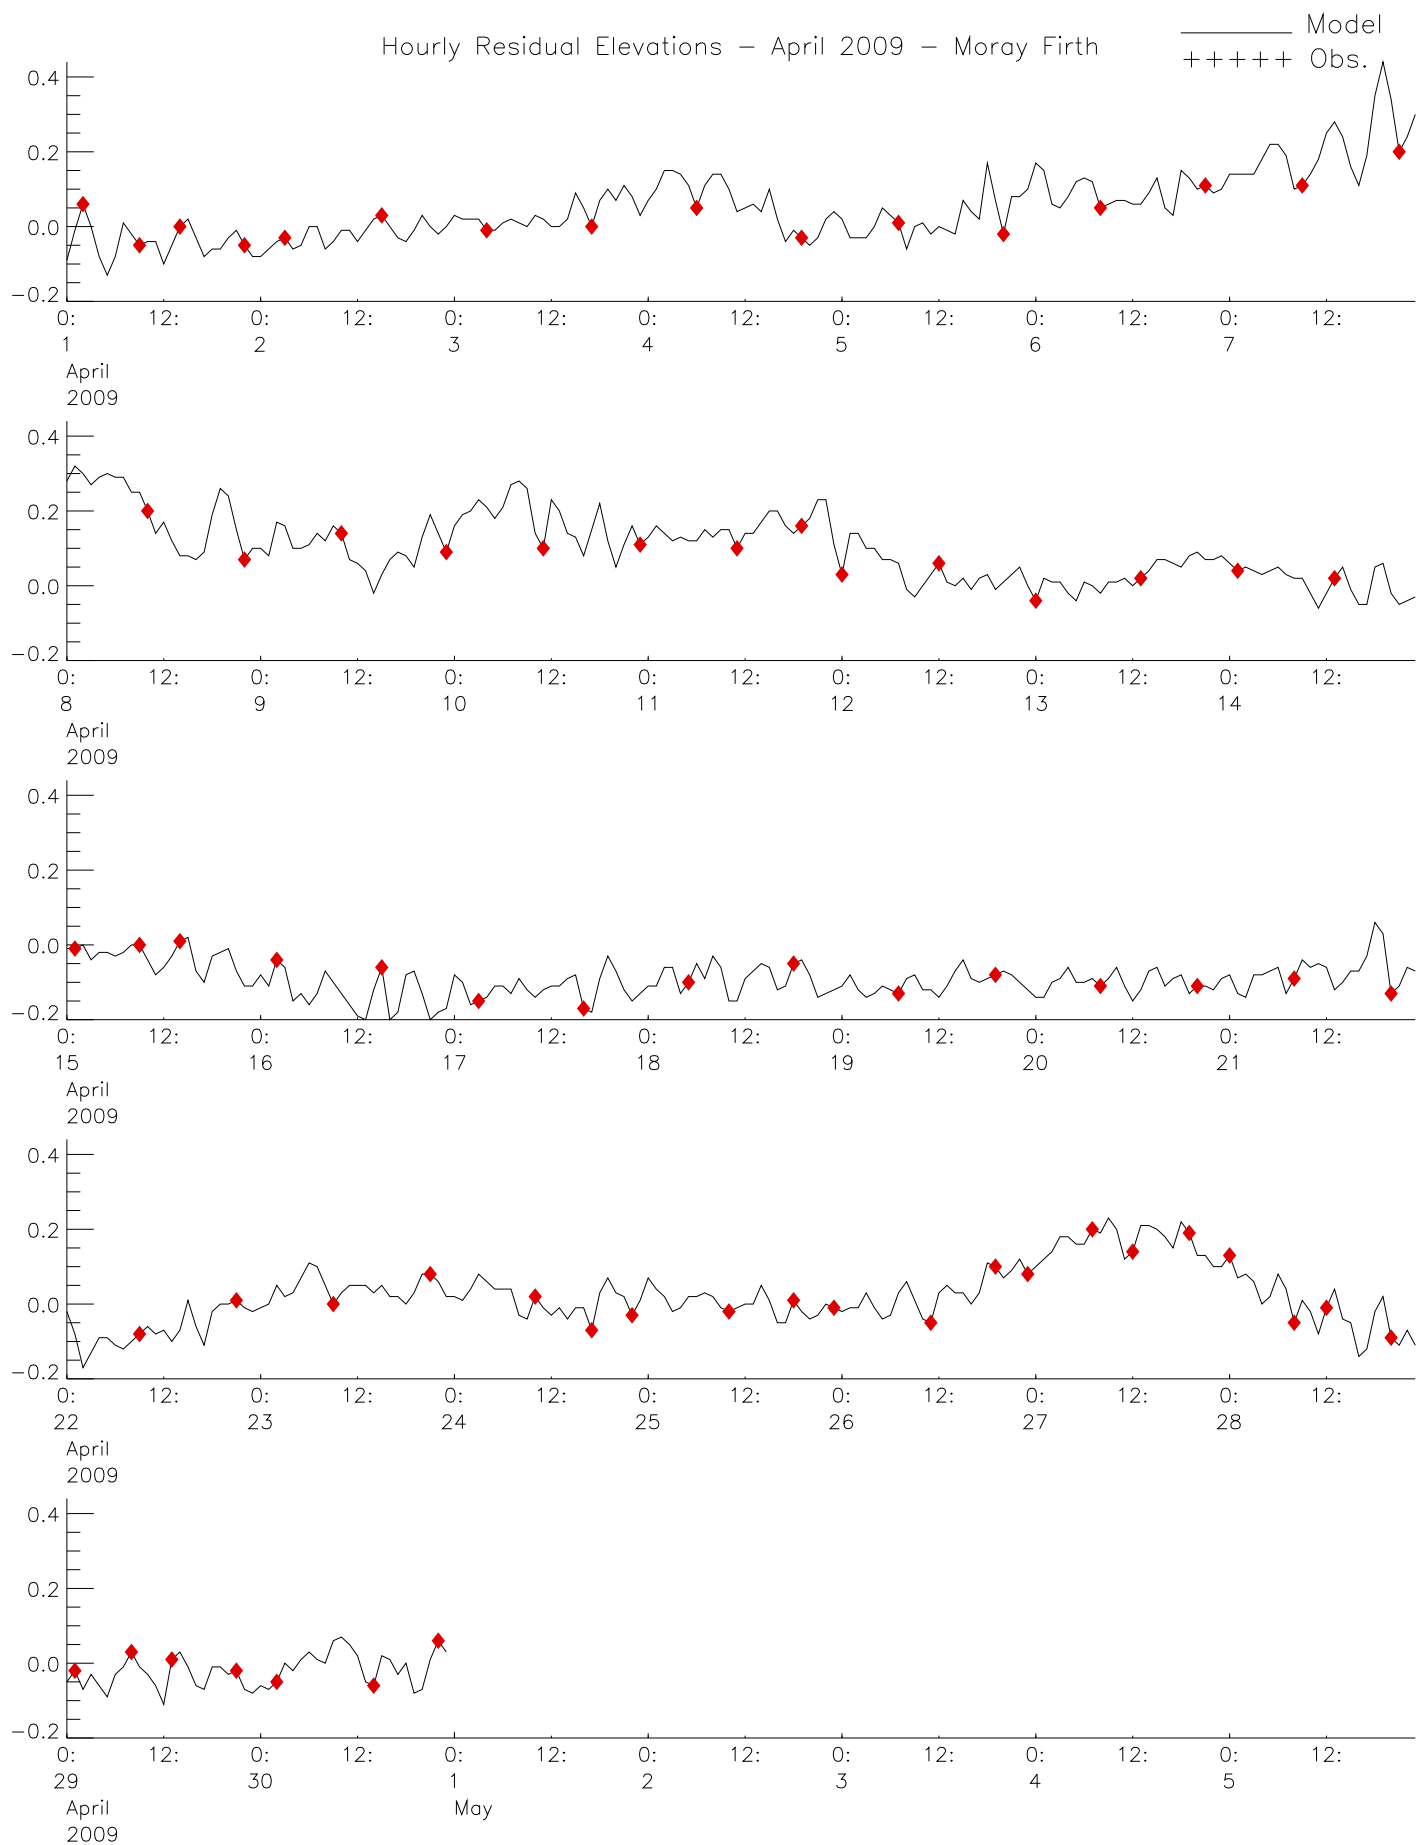 Hourly Residual Elevations – April 2009 – Moray Firth
Model
+++++ Obs.
0.4
0.2
0.0
−0.2
0: 12: 0: 12: 0: 12: 0: 12: 0: 12: 0: 12: 0: 12:
1 2 3 4 5 6 7
April
2009
0.4
0.2
0.0
−0.2
0: 12: 0: 12: 0: 12: 0: 12: 0: 12: 0: 12: 0: 12:
8 9 10 11 12 13 14
April
2009
0.4
0.2
0.0
−0.2
0: 12: 0: 12: 0: 12: 0: 12: 0: 12: 0: 12: 0: 12:
15 16 17 18 19 20 21
April
2009
0.4
0.2
0.0
−0.2
0: 12: 0: 12: 0: 12: 0: 12: 0: 12: 0: 12: 0: 12:
22 23 24 25 26 27 28
April
2009
0.4
0.2
0.0
−0.2
0: 12: 0: 12: 0: 12: 0: 12: 0: 12: 0: 12: 0: 12:
29 30 1 2 3 4 5
April May
2009